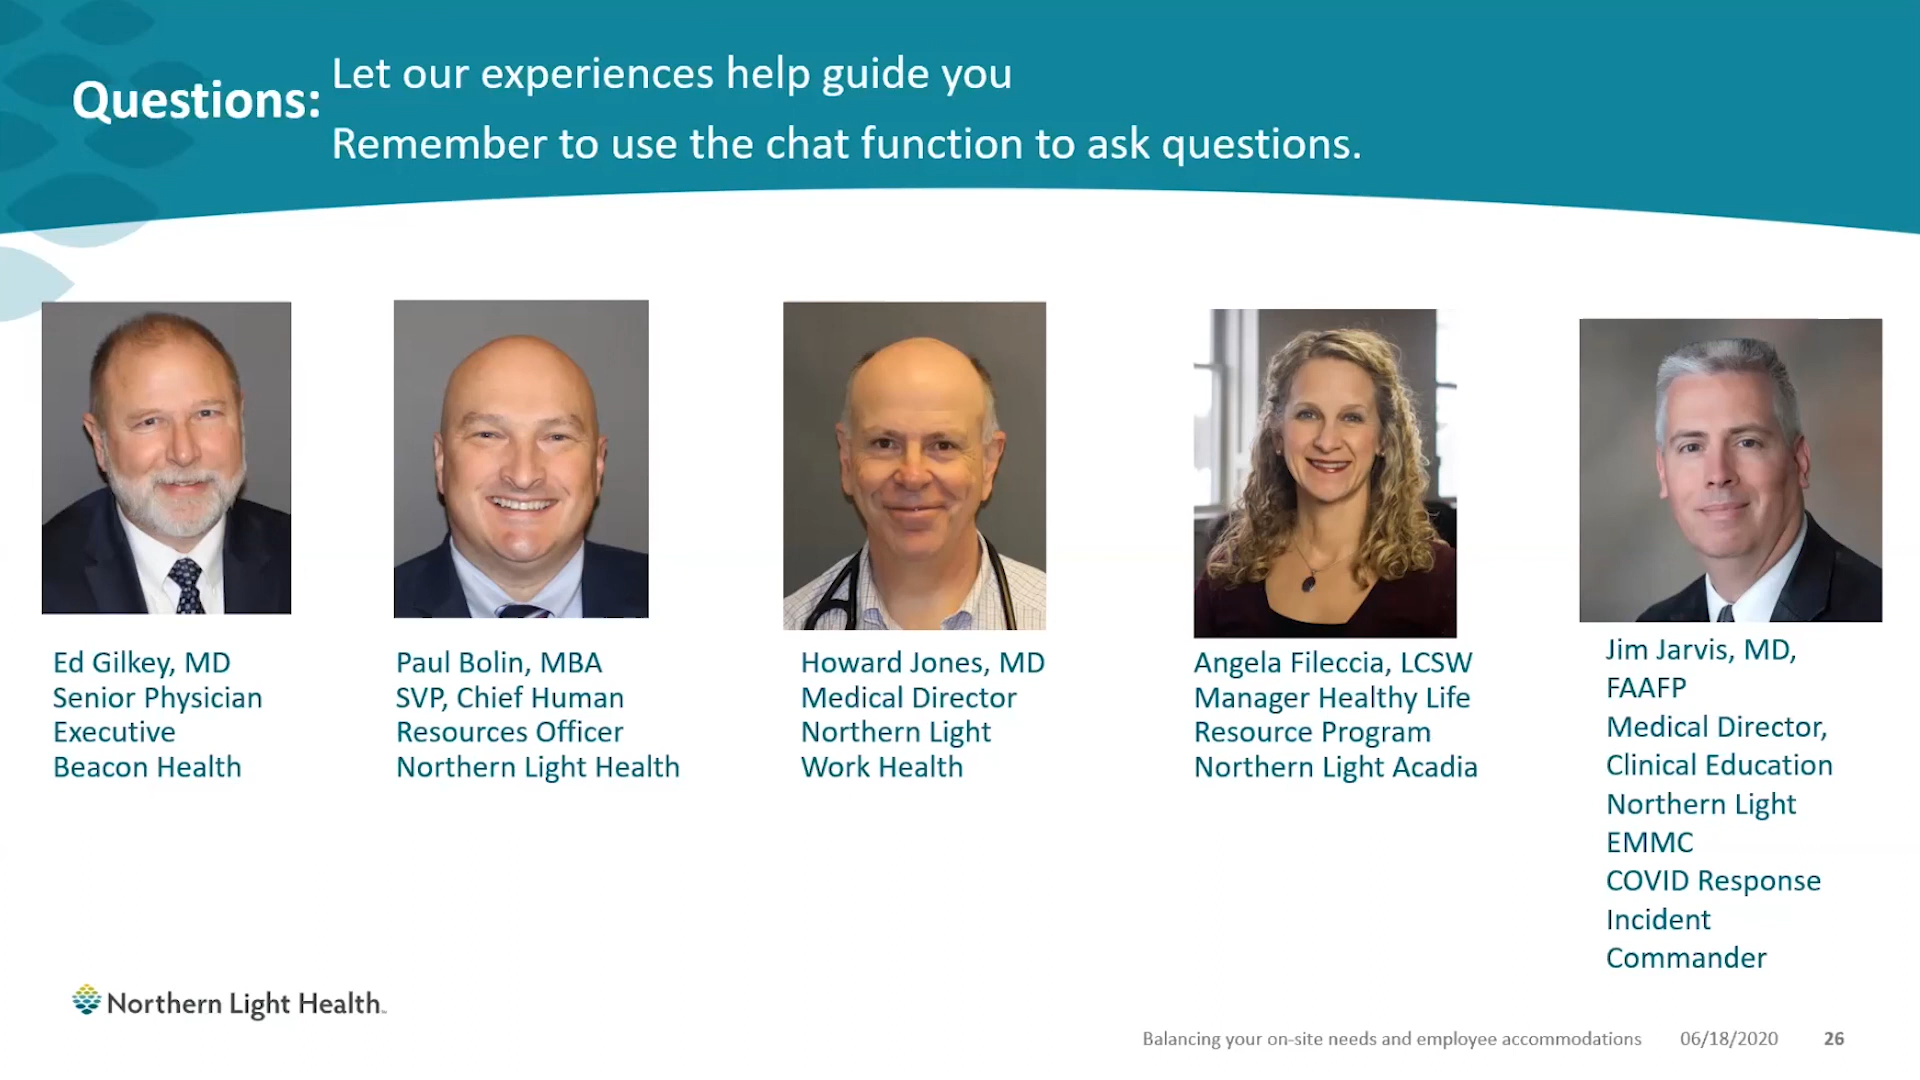 Questions:
Let our experiences help guide you
Remember to use the chat function to ask questions.
Ed Gilkey, MD
Senior Physician
Executive
Beacon Health
Paul Bolin, MBA
SVP, Chief Human
Resources Officer
Northern Light Health
Howard Jones, MD
Medical Director
Northern Light
Work Health
Angela Fileccia, LCSW
Manager Healthy Life
Resource Program
Northern Light Acadia
Jim Jarvis, MD,
FAAFP
Medical Director,
Clinical Education
Northern Light
EMMC
COVID Response
Incident
Commander
Northern Light Health
Balancing your on-site needs and employee accommodations 06/18/2020 26